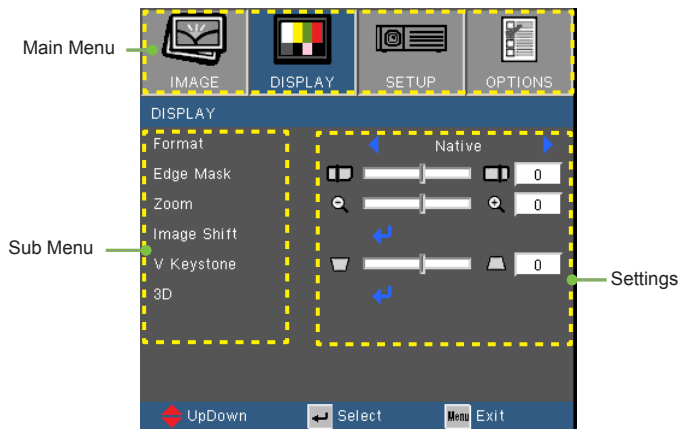 Main Menu
IMAGE DISPLAY SETUP OPTIONS
DISPLAY
Format Native
Edge Mask 0
Zoom 0
Image Shift
Sub Menu
V Keystone 0
Settings
3D
UpDown Select Menu Exit